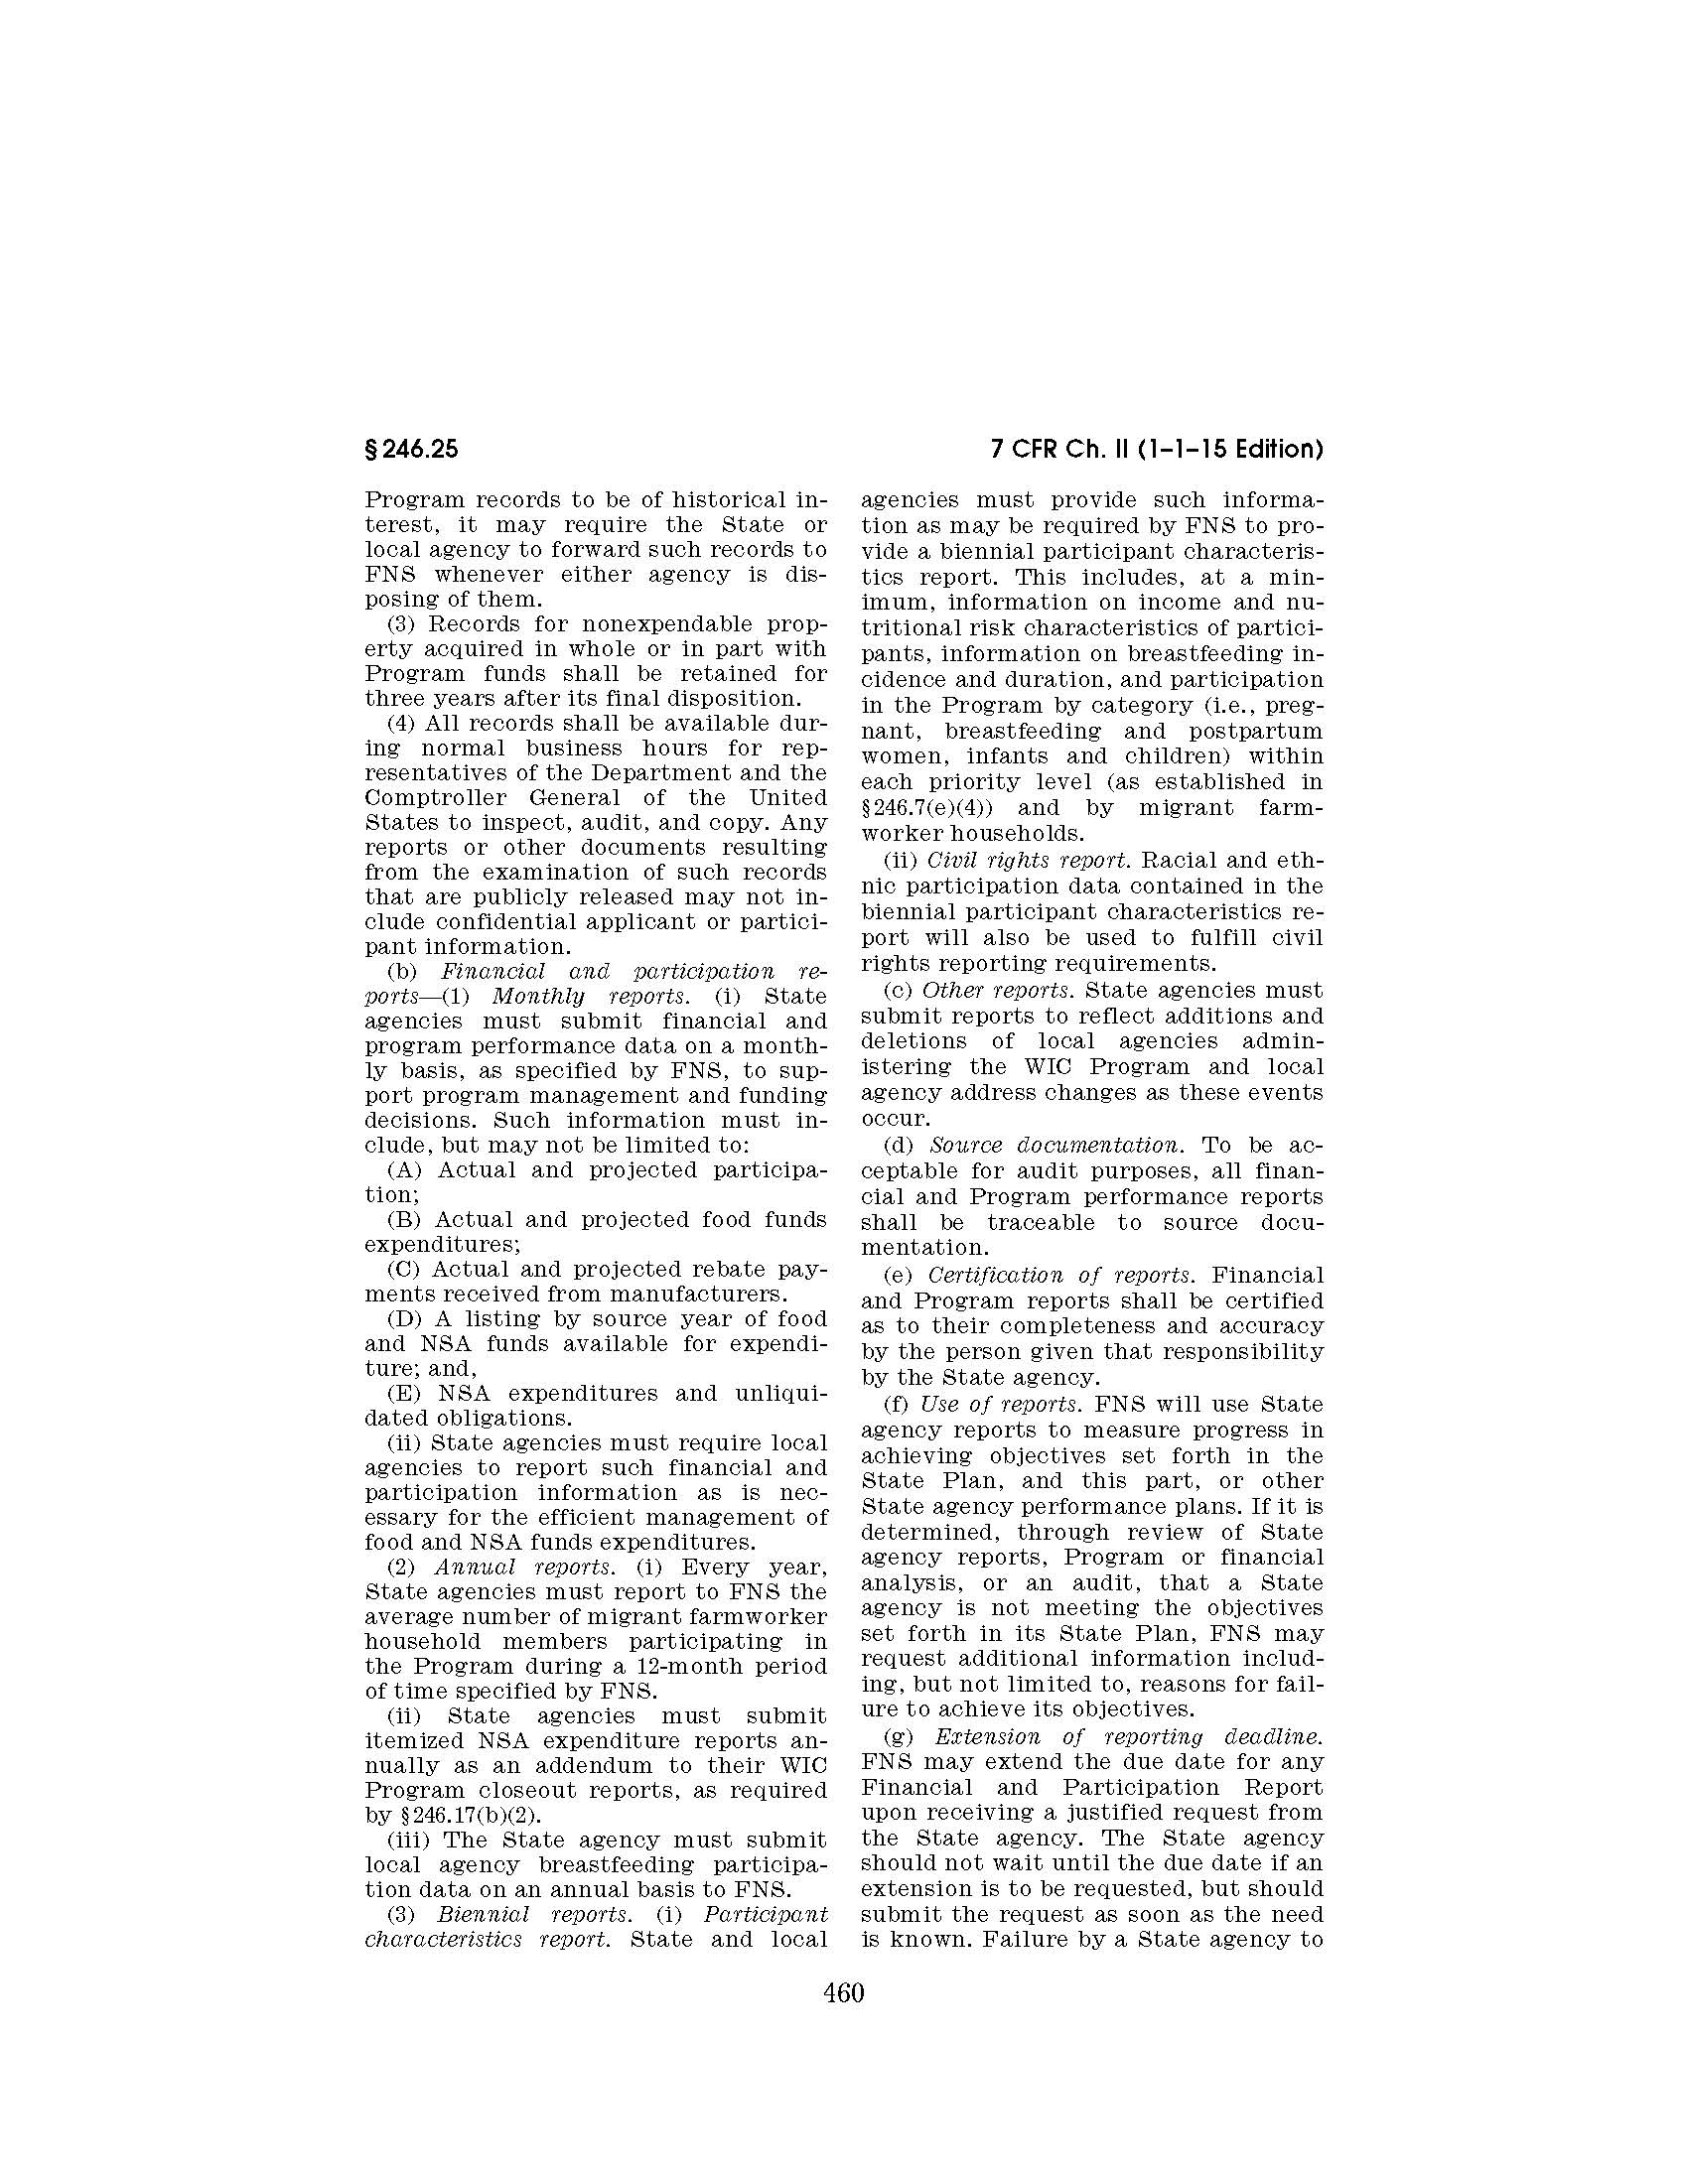 § 246.25
7 CFR Ch. II (1–1–15 Edition)
Program records to be of historical in-
terest, it may require the State or
local agency to forward such records to
FNS whenever either agency is dis-
posing of them.
(3) Records for nonexpendable prop-
erty acquired in whole or in part with
Program funds shall be retained for
three years after its final disposition.
(4) All records shall be available dur-
ing normal business hours for rep-
resentatives of the Department and the
Comptroller General of the United
States to inspect, audit, and copy. Any
reports or other documents resulting
from the examination of such records
that are publicly released may not in-
clude confidential applicant or partici-
pant information.
(b) Financial and participation re-
ports—(1) Monthly reports. (i) State
agencies must submit financial and
program performance data on a month-
ly basis, as specified by FNS, to sup-
port program management and funding
decisions. Such information must in-
clude, but may not be limited to:
(A) Actual and projected participa-
tion;
(B) Actual and projected food funds
expenditures;
(C) Actual and projected rebate pay-
ments received from manufacturers.
(D) A listing by source year of food
and NSA funds available for expendi-
ture; and,
(E) NSA expenditures and unliqui-
dated obligations.
(ii) State agencies must require local
agencies to report such financial and
participation information as is nec-
essary for the efficient management of
food and NSA funds expenditures.
(2) Annual reports. (i) Every year,
State agencies must report to FNS the
average number of migrant farmworker
household members participating in
the Program during a 12-month period
of time specified by FNS.
(ii) State agencies must submit
itemized NSA expenditure reports an-
nually as an addendum to their WIC
Program closeout reports, as required
by § 246.17(b)(2).
(iii) The State agency must submit
local agency breastfeeding participa-
tion data on an annual basis to FNS.
(3) Biennial reports. (i) Participant
characteristics report. State and local
agencies must provide such informa-
tion as may be required by FNS to pro-
vide a biennial participant characteris-
tics report. This includes, at a min-
imum, information on income and nu-
tritional risk characteristics of partici-
pants, information on breastfeeding in-
cidence and duration, and participation
in the Program by category (i.e., preg-
nant, breastfeeding and postpartum
women, infants and children) within
each priority level (as established in
§ 246.7(e)(4)) and by migrant farm-
worker households.
(ii) Civil rights report. Racial and eth-
nic participation data contained in the
biennial participant characteristics re-
port will also be used to fulfill civil
rights reporting requirements.
(c) Other reports. State agencies must
submit reports to reflect additions and
deletions of local agencies admin-
istering the WIC Program and local
agency address changes as these events
occur.
(d) Source documentation. To be ac-
ceptable for audit purposes, all finan-
cial and Program performance reports
shall be traceable to source docu-
mentation.
(e) Certification of reports. Financial
and Program reports shall be certified
as to their completeness and accuracy
by the person given that responsibility
by the State agency.
(f) Use of reports. FNS will use State
agency reports to measure progress in
achieving objectives set forth in the
State Plan, and this part, or other
State agency performance plans. If it is
determined, through review of State
agency reports, Program or financial
analysis, or an audit, that a State
agency is not meeting the objectives
set forth in its State Plan, FNS may
request additional information includ-
ing, but not limited to, reasons for fail-
ure to achieve its objectives.
(g) Extension of reporting deadline.
FNS may extend the due date for any
Financial and Participation Report
upon receiving a justified request from
the State agency. The State agency
should not wait until the due date if an
extension is to be requested, but should
submit the request as soon as the need
is known. Failure by a State agency to
460